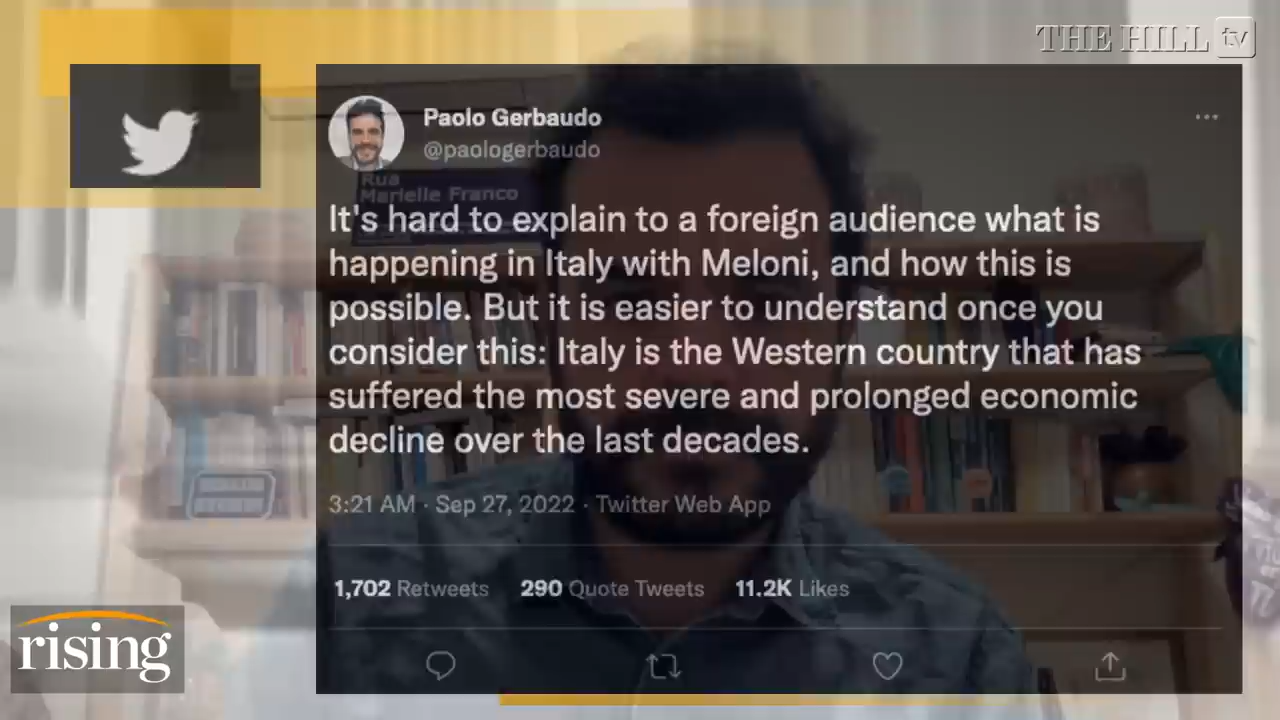 THE HILL tv
Paolo Gerbaudo
@paologerbaudo
Rua
Marielle Franco
It's hard to explain to a foreign audience what is
happening in Italy with Meloni, and how this is
possible. But it is easier to understand once you
consider this: Italy is the Western country that has
suffered the most severe and prolonged economic
decline over the last decades.
3:21 AM · Sep 27, 2022 · Twitter Web App
1,702 Retweets 290 Quote Tweets 11.2K Likes
rising